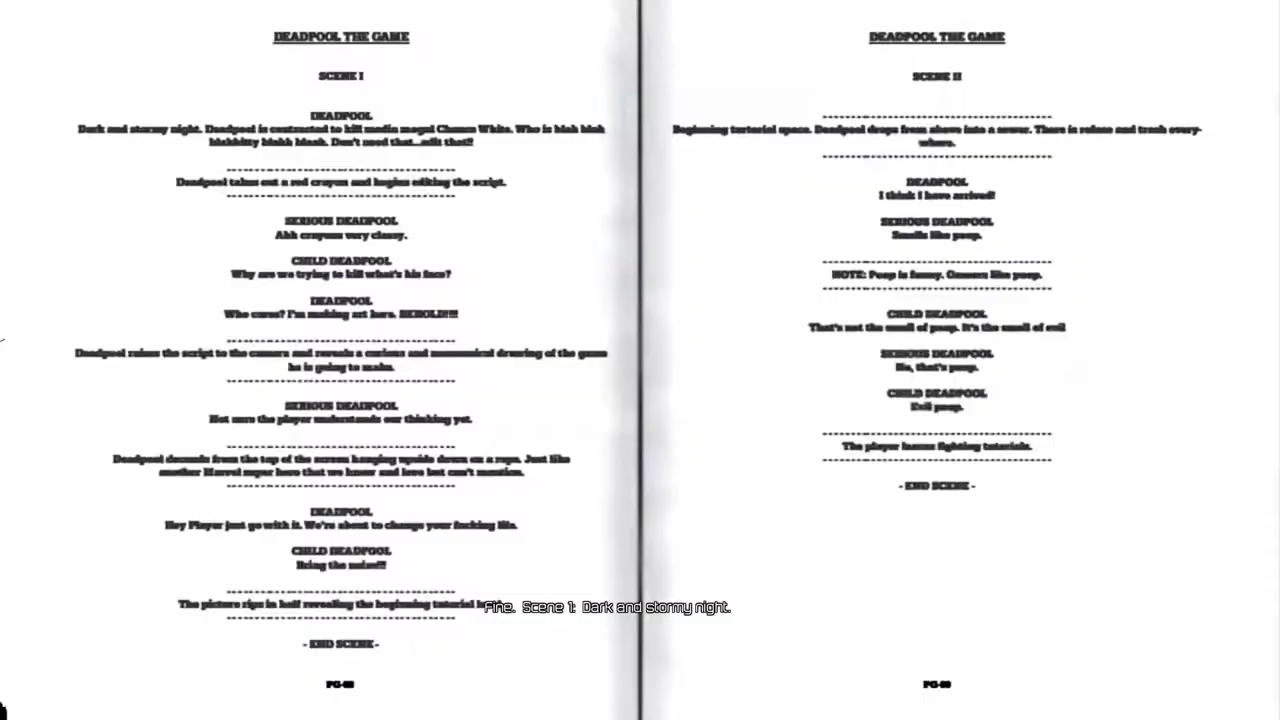 DEADPOOL THE GAME
SCENE I
DEADPOOL
Dark and stormy night. Deadpool is contracted to kill media mogul Chance White. Who is blah blah
blahbitty blahh blaah. Don't need that...edit that!!
Deadpool takes out a red crayon and begins editing the script.
SERIOUS DEADPOOL
Ahh crayons very classy.
CHILD DEADPOOL
Why are we trying to kill what's his face?
DEADPOOL
Who cares? I'm making art here. BEHOLD!!!!
Deadpool raises the script to the camera and reveals a curious and nonsensical drawing of the game
he is going to make.
SERIOUS DEADPOOL
Not sure the player understands our thinking yet.
Deadpool descends from the top of the screen hanging upside down on a rope. Just like
another Marvel super hero that we know and love but can't mention.
DEADPOOL
Hey Player just go with it. We're about to change your fucking life.
CHILD DEADPOOL
Bring the noise!!!
The picture rips in half revealing the beginning tutorial
- END SCENE -
DEADPOOL THE GAME
SCENE II
Beginning tutorial space. Deadpool drops from above into a sewer. There is refuse and trash every-
where.
DEADPOOL
I think I have arrived!
SERIOUS DEADPOOL
Smells like poop.
NOTE: Poop is funny. Gamers like poop.
CHILD DEADPOOL
That's not the smell of poop. It's the smell of evil
SERIOUS DEADPOOL
No, that's poop.
CHILD DEADPOOL
Evil poop.
The player learns fighting tutorials.
- END SCENE -
Fine. Scene 1: Dark and stormy night.